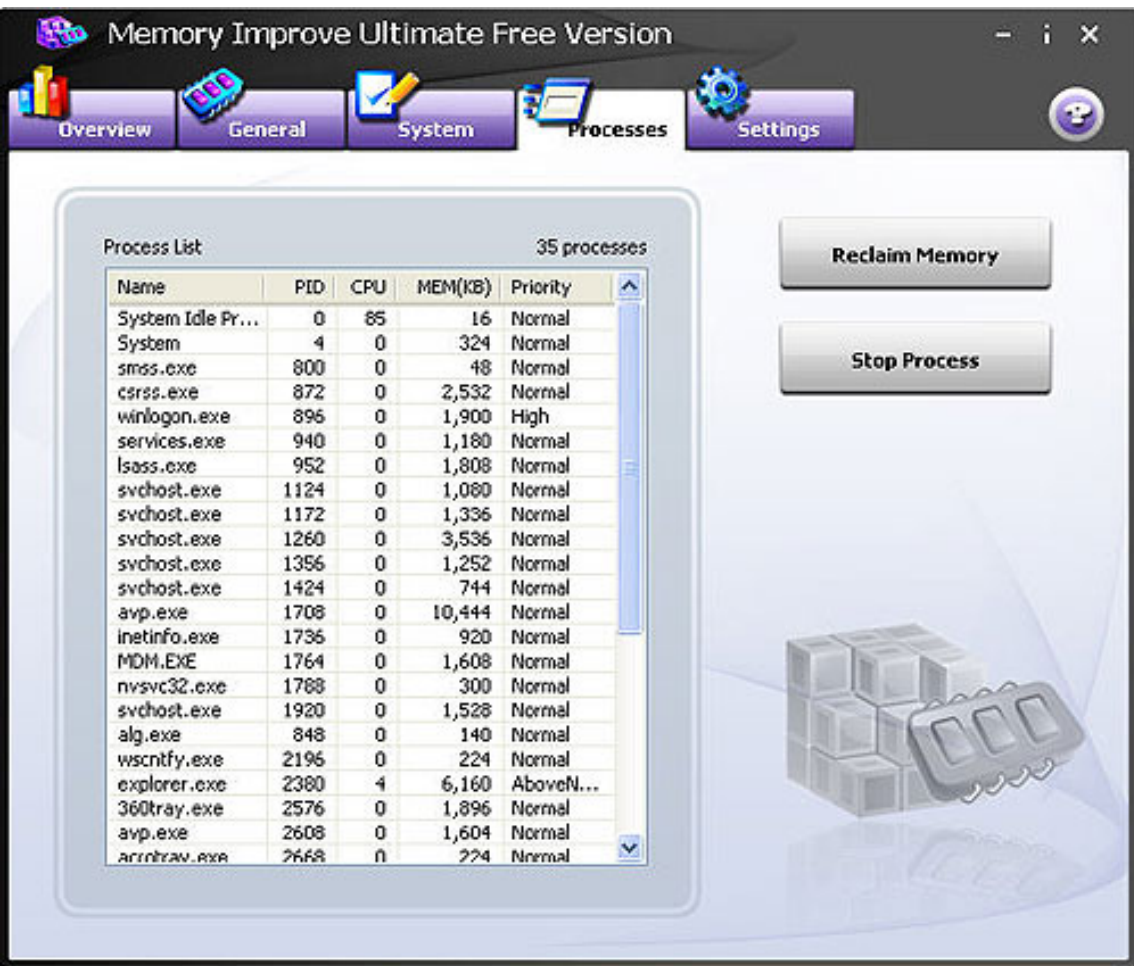 Memory Improve Ultimate Free Version
Overview General System Processes Settings
Process List 35 processes
Name PID CPU MEM(KB) Priority
System Idle Pr... 0 85 16 Normal
System 4 0 324 Normal
smss.exe 800 0 48 Normal
csrss.exe 872 0 2,532 Normal
winlogon.exe 896 0 1,900 High
services.exe 940 0 1,180 Normal
lsass.exe 952 0 1,808 Normal
svchost.exe 1124 0 1,080 Normal
svchost.exe 1172 0 1,336 Normal
svchost.exe 1260 0 3,536 Normal
svchost.exe 1356 0 1,252 Normal
svchost.exe 1424 0 744 Normal
avp.exe 1708 0 10,444 Normal
inetinfo.exe 1736 0 920 Normal
MDM.EXE 1764 0 1,608 Normal
nvsvc32.exe 1788 0 300 Normal
svchost.exe 1920 0 1,528 Normal
alg.exe 848 0 140 Normal
wscntfy.exe 2196 0 224 Normal
explorer.exe 2380 4 6,160 AboveN...
360tray.exe 2576 0 1,896 Normal
avp.exe 2608 0 1,604 Normal
acrotray.exe 2668 0 224 Normal
Reclaim Memory
Stop Process